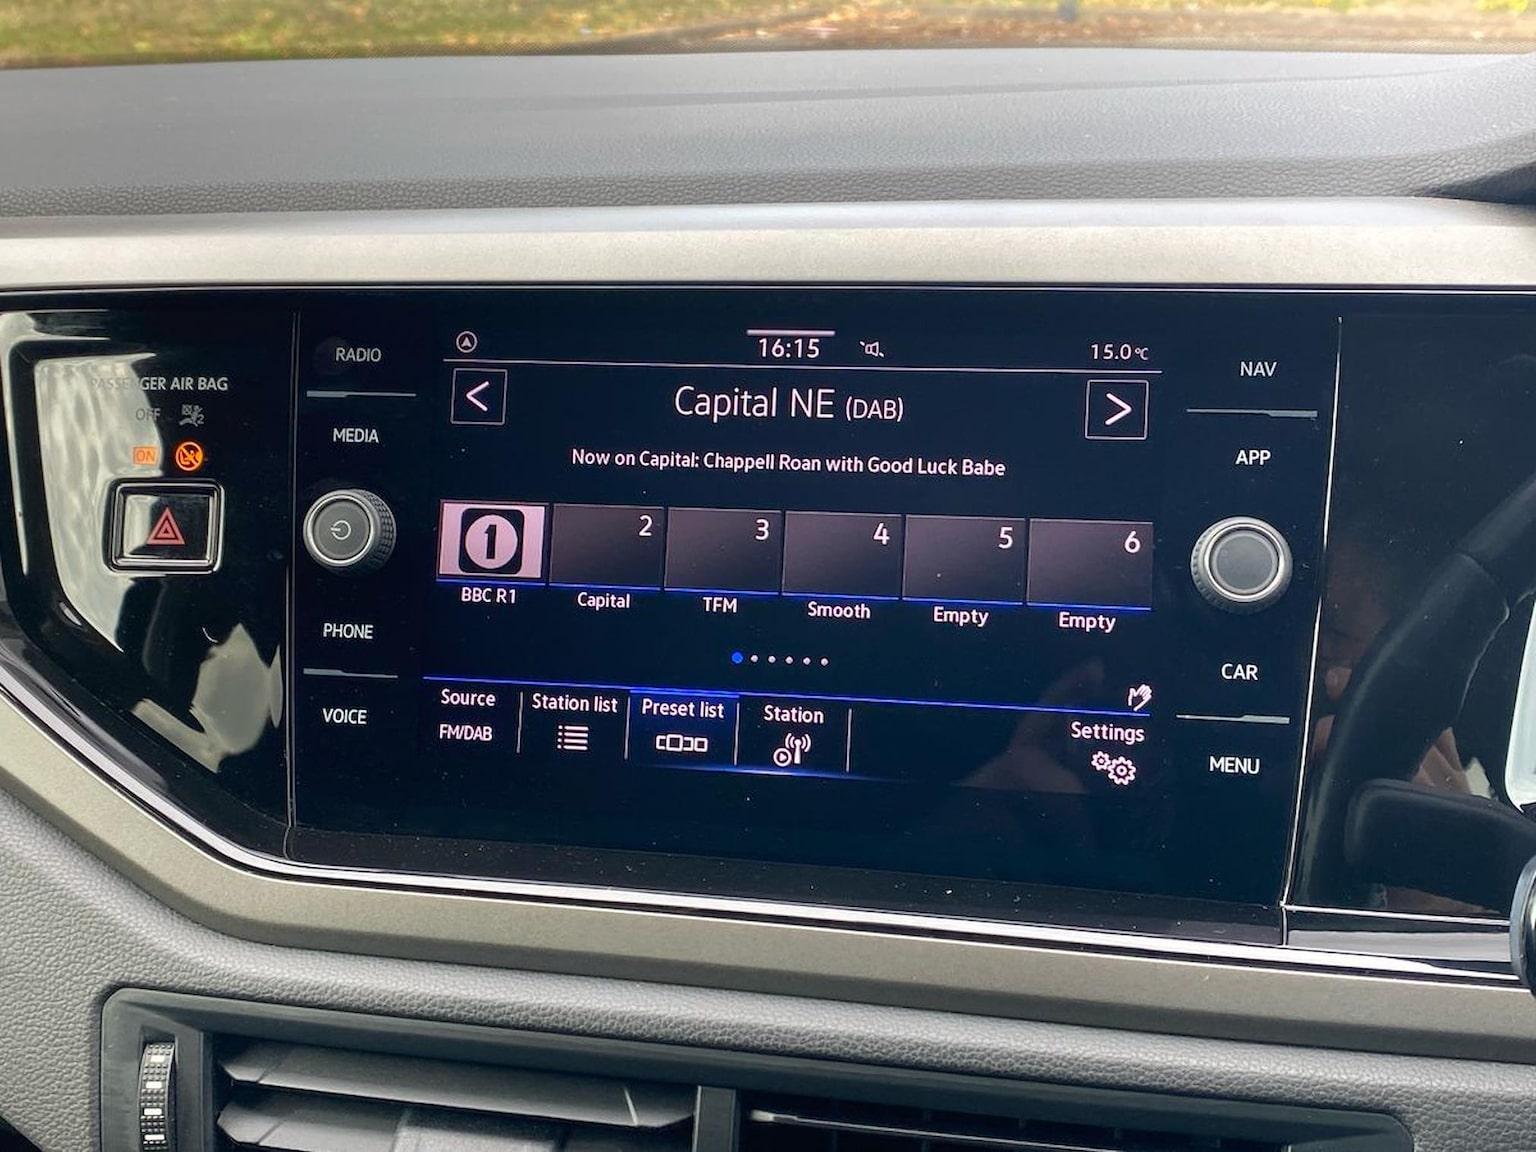 RADIO
MEDIA
PHONE
VOICE
PASSENGER AIR BAG
OFF
2
ON
16:15
15.0°C
Capital NE (DAB)
Now on Capital: Chappell Roan with Good Luck Babe
1 2 3 4 5 6
BBC R1 Capital TFM Smooth Empty Empty
Source Station list Preset list Station Settings
FM/DAB
NAV
APP
CAR
MENU